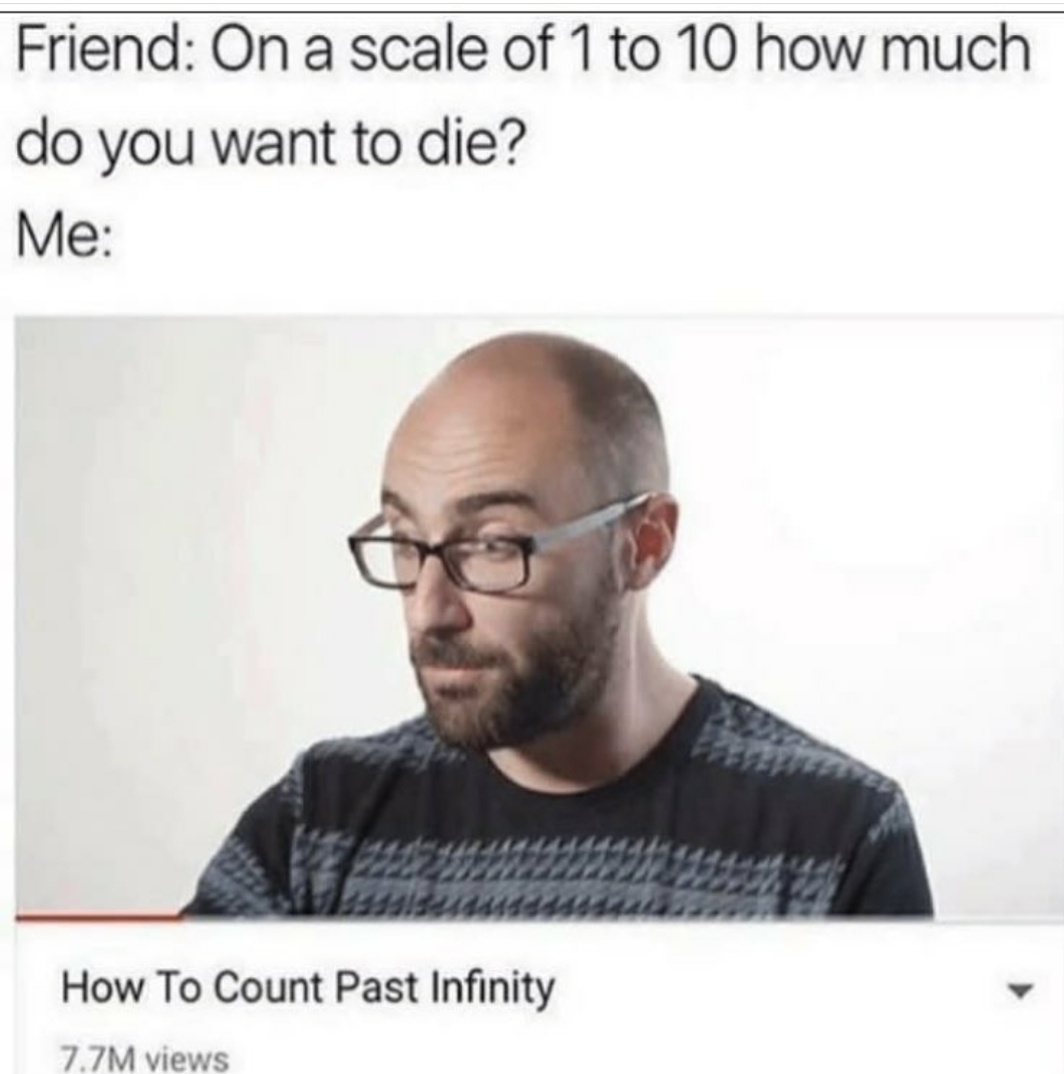 Friend: On a scale of 1 to 10 how much
do you want to die?
Me:
How To Count Past Infinity
7.7M views